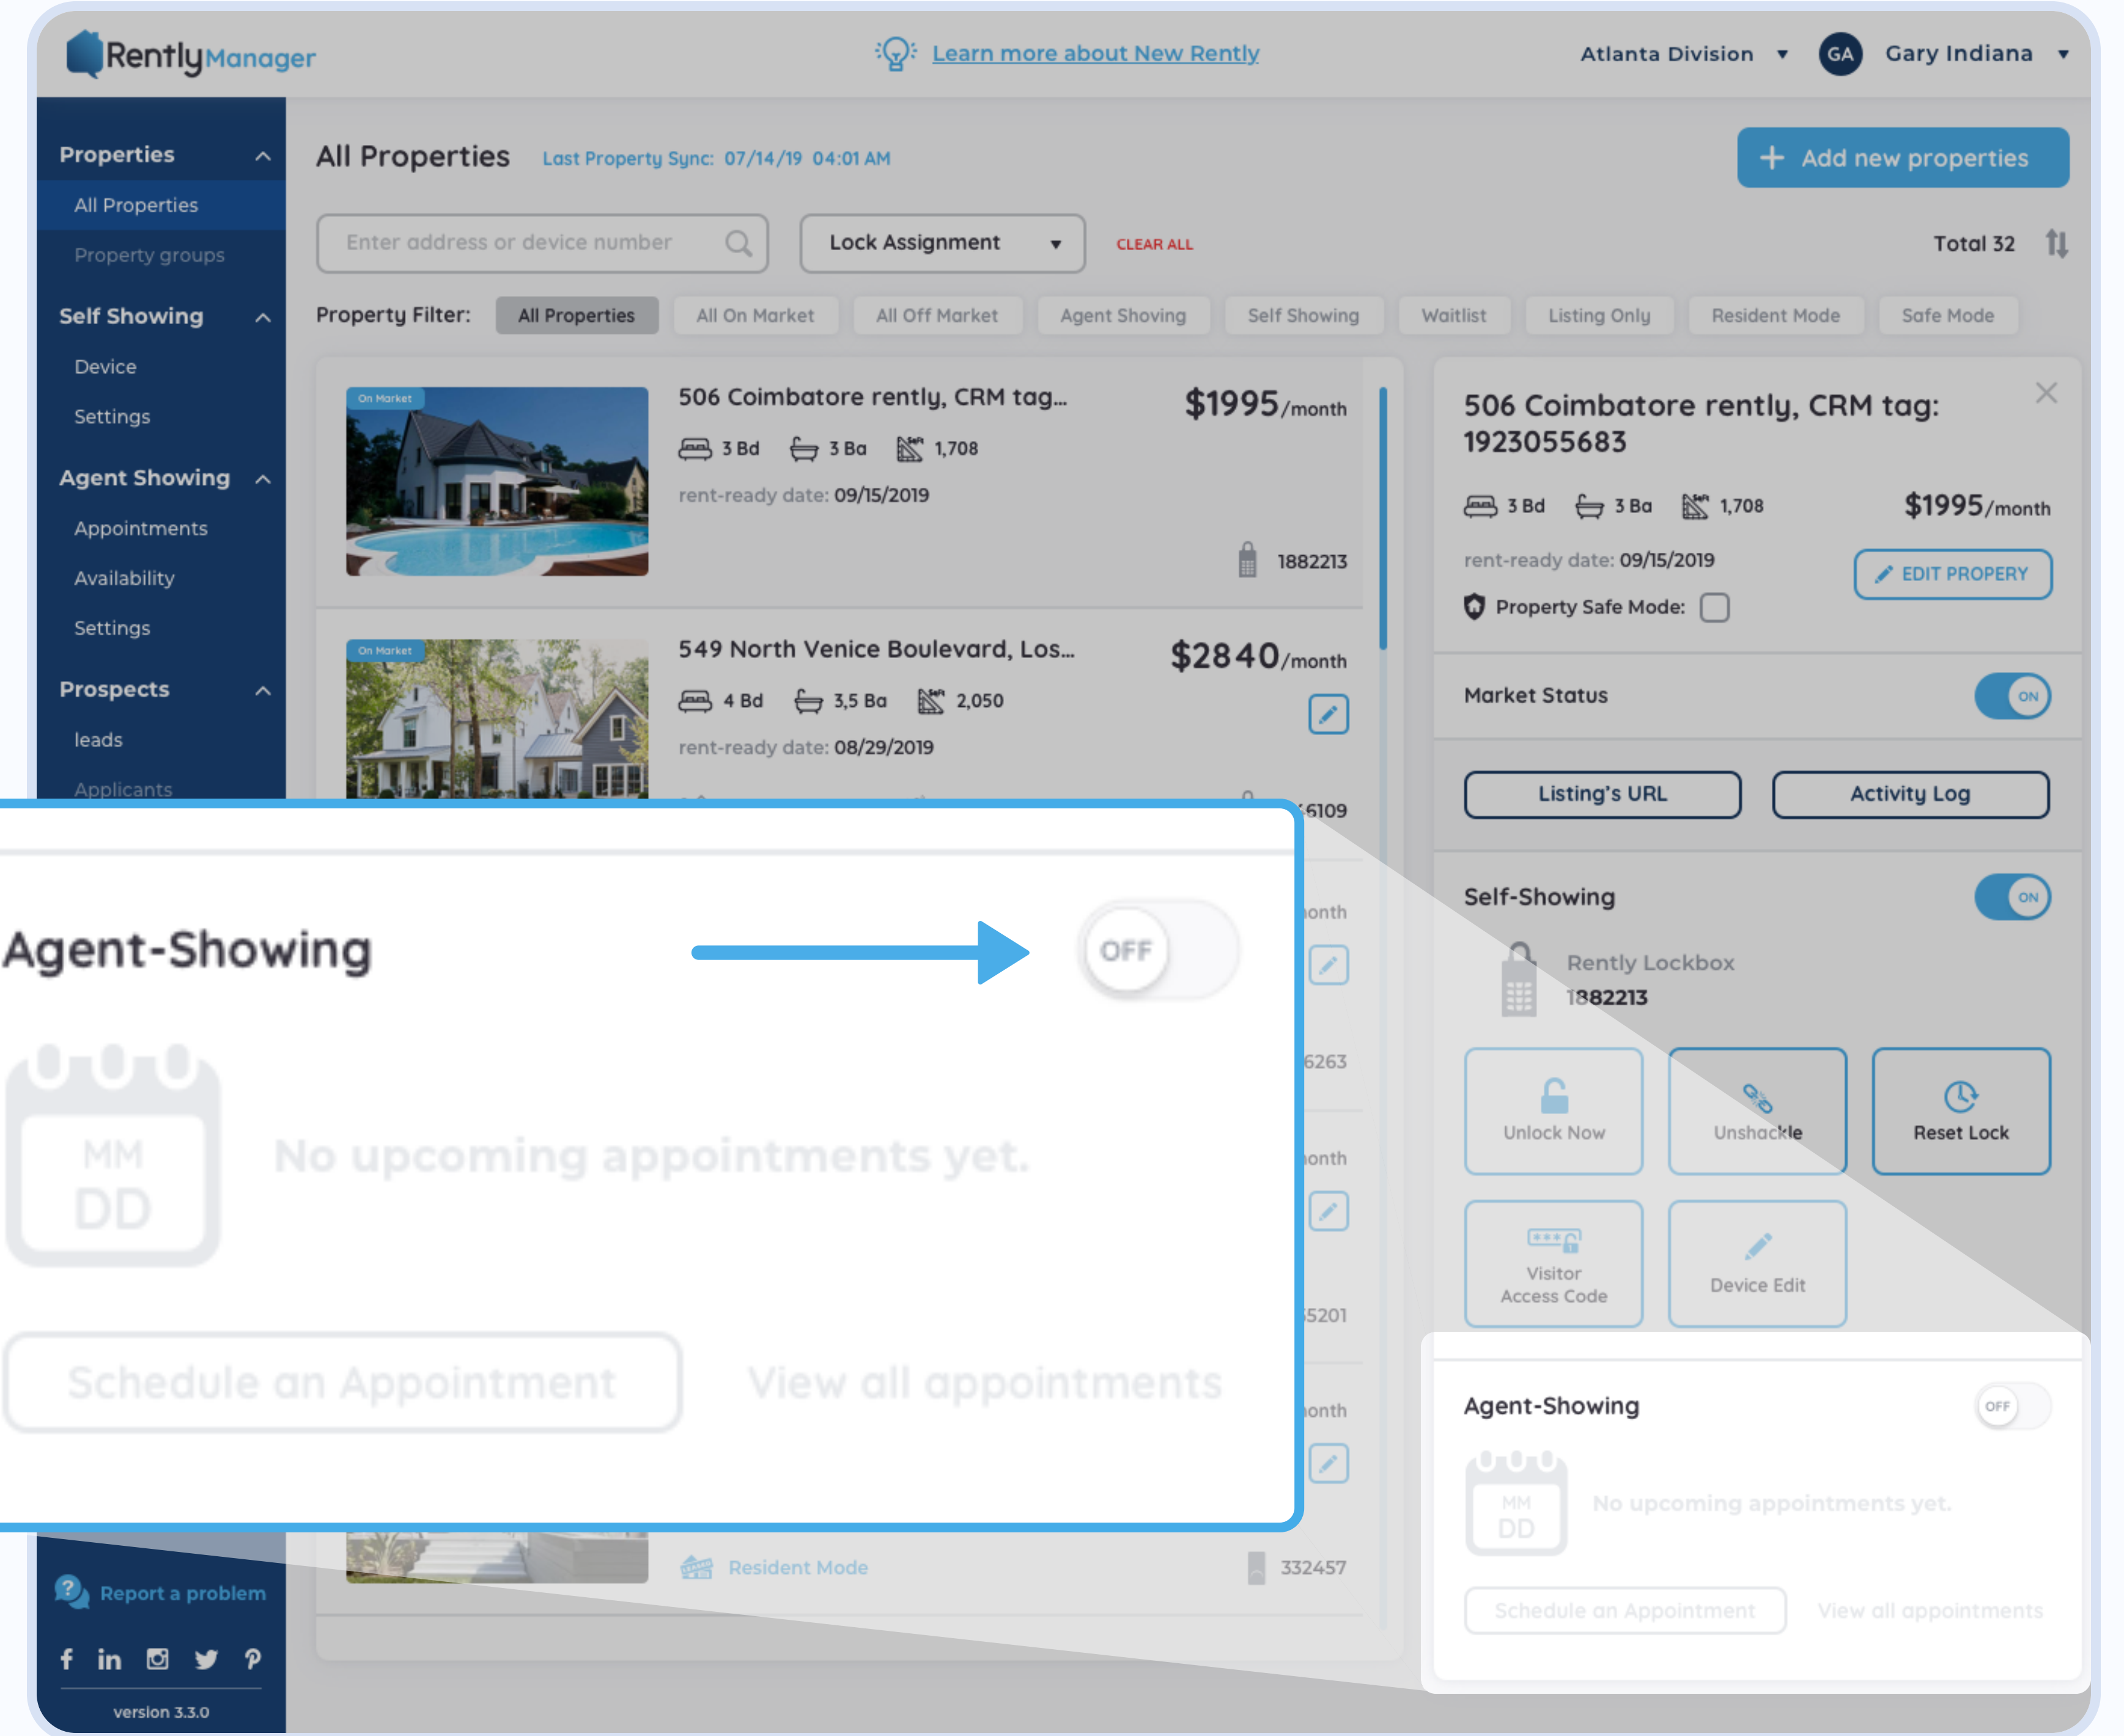 RentlyManager
Learn more about New Rently
Atlanta Division
GA
Gary Indiana
Properties
All Properties
Property groups
Self Showing
Device
Settings
Agent Showing
Appointments
Availability
Settings
Prospects
leads
Applicants
Report a problem
version 3.3.0
All Properties
Last Property Sync: 07/14/19 04:01 AM
+ Add new properties
Enter address or device number
Lock Assignment
CLEAR ALL
Total 32
Property Filter:
All Properties
All On Market
All Off Market
Agent Shoving
Self Showing
Waitlist
Listing Only
Resident Mode
Safe Mode
On Market
506 Coimbatore rently, CRM tag...
$1995/month
3 Bd
3 Ba
1,708
rent-ready date: 09/15/2019
1882213
On Market
549 North Venice Boulevard, Los...
$2840/month
4 Bd
3,5 Ba
2,050
rent-ready date: 08/29/2019
6109
onth
6263
onth
5201
onth
Resident Mode
332457
Agent-Showing
OFF
MM
DD
No upcoming appointments yet.
Schedule an Appointment
View all appointments
506 Coimbatore rently, CRM tag:
1923055683
3 Bd
3 Ba
1,708
$1995/month
rent-ready date: 09/15/2019
EDIT PROPERY
Property Safe Mode:
Market Status
ON
Listing's URL
Activity Log
Self-Showing
ON
Rently Lockbox
1882213
Unlock Now
Unshackle
Reset Lock
***
Visitor
Access Code
Device Edit
Agent-Showing
OFF
MM
DD
No upcoming appointments yet.
Schedule an Appointment
View all appointments